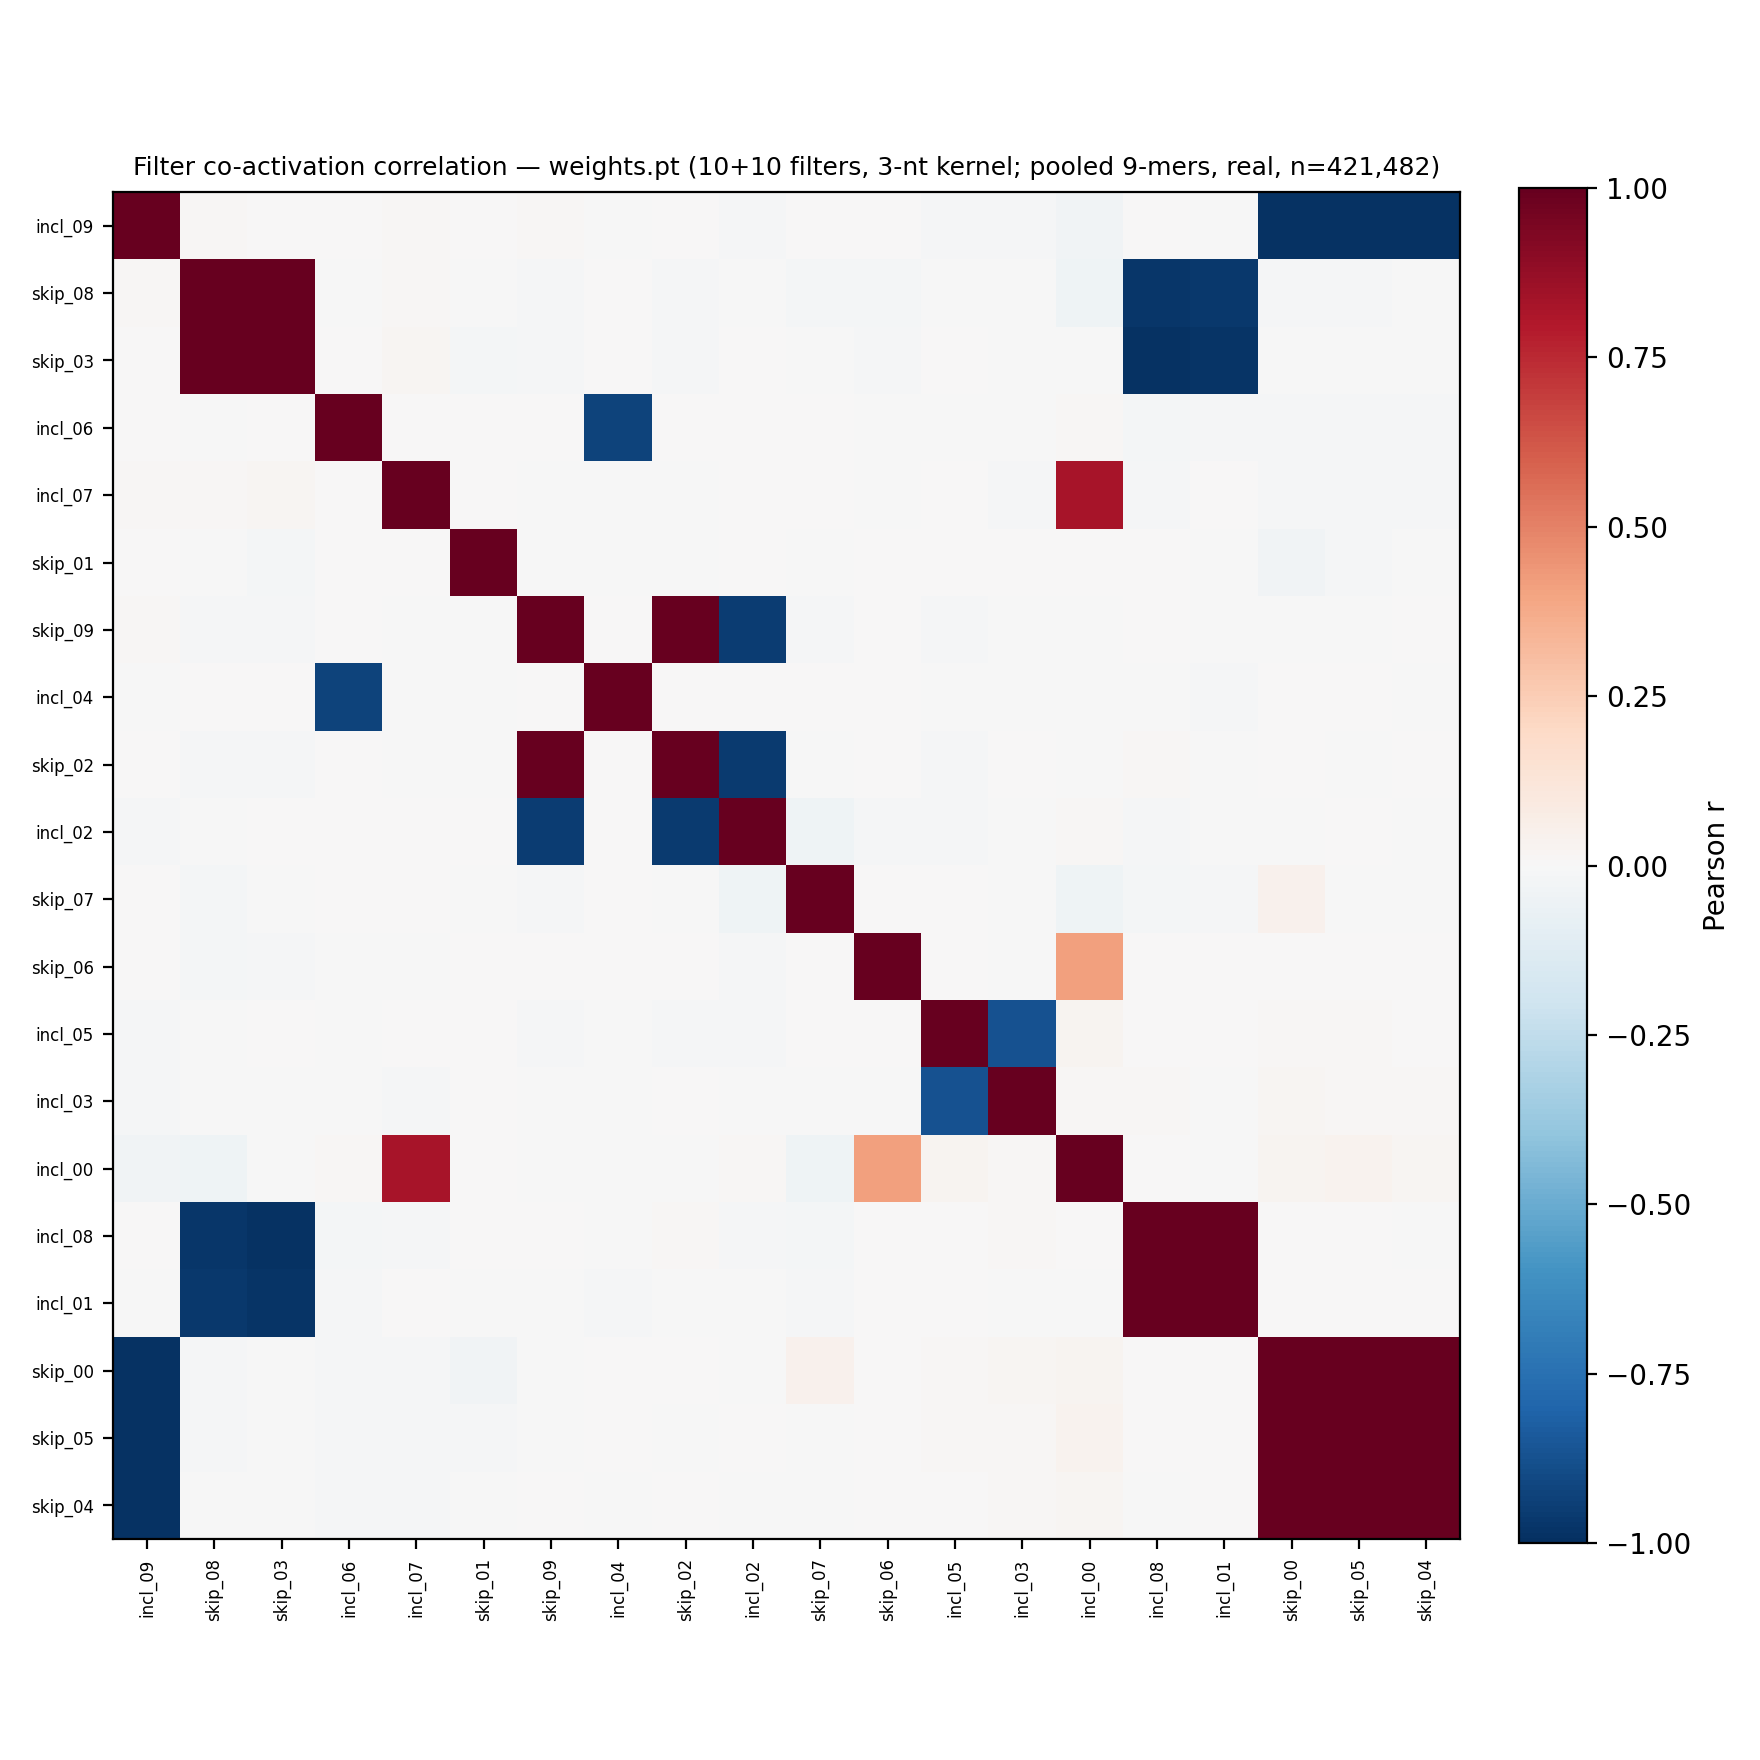 Filter co-activation correlation — weights.pt (10+10 filters, 3-nt kernel; pooled 9-mers, real, n=421,482)
incl_09
skip_08
skip_03
incl_06
incl_07
skip_01
skip_09
incl_04
skip_02
incl_02
skip_07
skip_06
incl_05
incl_03
incl_00
incl_08
incl_01
skip_00
skip_05
skip_04
incl_09
skip_08
skip_03
incl_06
incl_07
skip_01
skip_09
incl_04
skip_02
incl_02
skip_07
skip_06
incl_05
incl_03
incl_00
incl_08
incl_01
skip_00
skip_05
skip_04
1.00
0.75
0.50
0.25
0.00
−0.25
−0.50
−0.75
−1.00
Pearson r